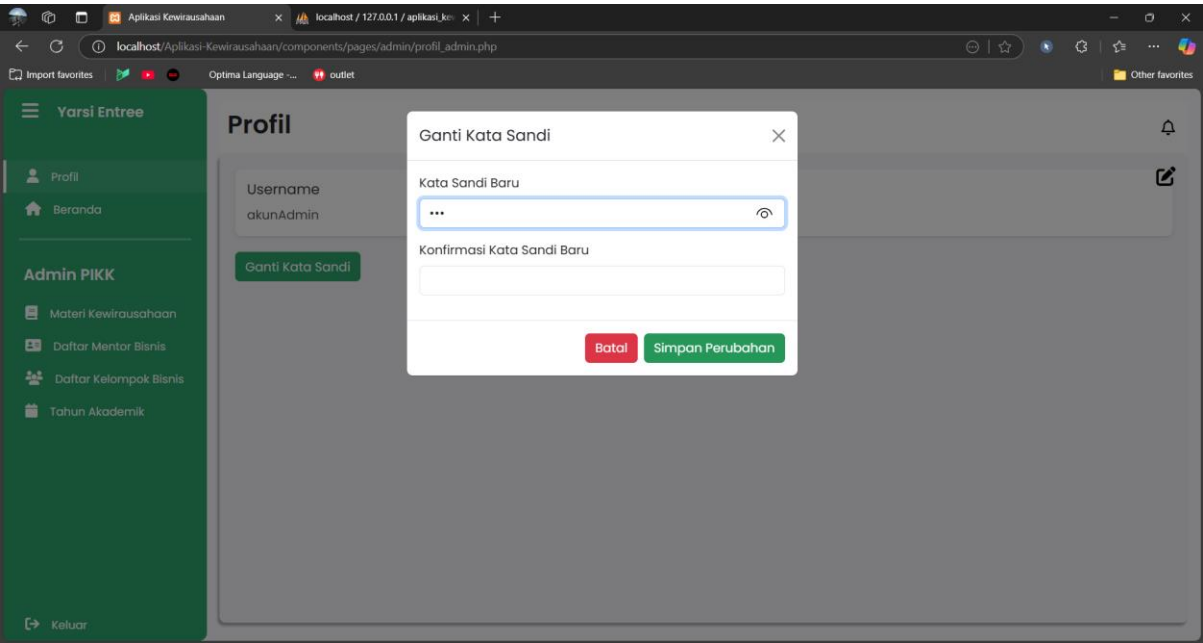 Aplikasi Kewirausahaan
localhost / 127.0.0.1 / aplikasi_kev
localhost/Aplikasi-Kewirausahaan/components/pages/admin/profil_admin.php
Import favorites
Optima Language -...
outlet
Other favorites
Yarsi Entree
Profil
Beranda
Admin PIKK
Materi Kewirausahaan
Daftar Mentor Bisnis
Daftar Kelompok Bisnis
Tahun Akademik
Keluar
Profil
Username
akunAdmin
Ganti Kata Sandi
Ganti Kata Sandi
Kata Sandi Baru
•••
Konfirmasi Kata Sandi Baru
Batal
Simpan Perubahan